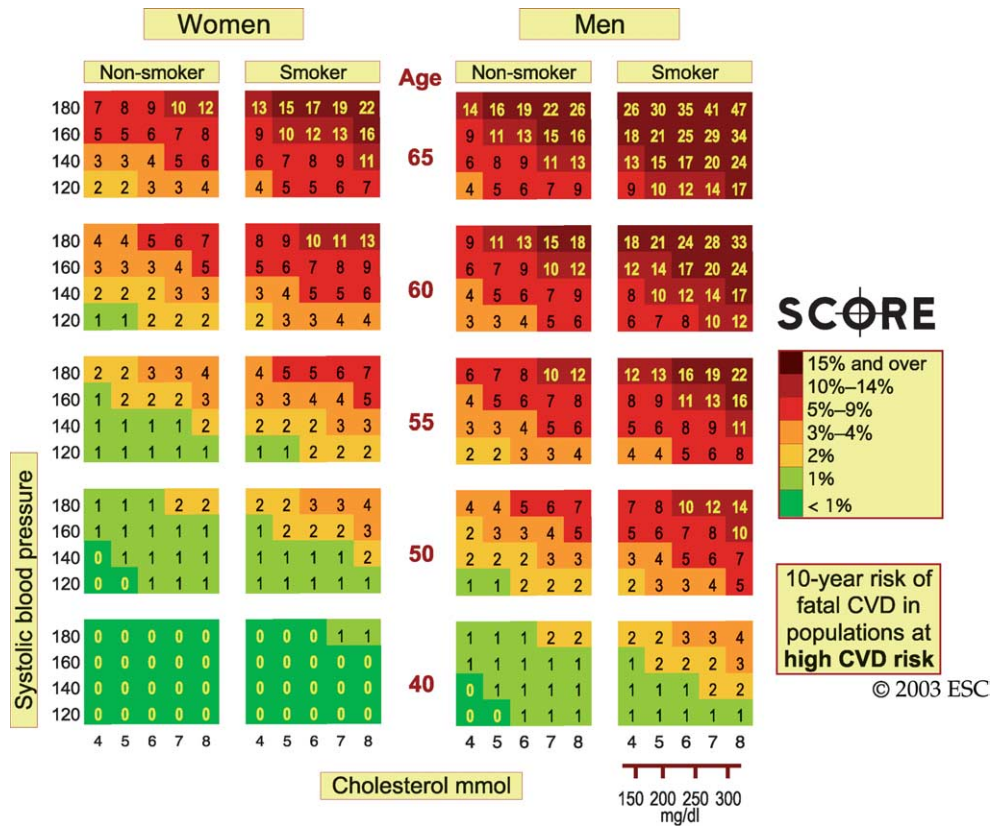 Women Men
Non-smoker Smoker Age Non-smoker Smoker
180 7 8 9 10 12 13 15 17 19 22 14 16 19 22 26 26 30 35 41 47
160 5 5 6 7 8 9 10 12 13 16 9 11 13 15 16 18 21 25 29 34
65
140 3 3 4 5 6 6 7 8 9 11 6 8 9 11 13 13 15 17 20 24
120 2 2 3 3 4 4 5 5 6 7 4 5 6 7 9 9 10 12 14 17
180 4 4 5 6 7 8 9 10 11 13 9 11 13 15 18 18 21 24 28 33
160 3 3 3 4 5 5 6 7 8 9 6 7 9 10 12 12 14 17 20 24
60
140 2 2 2 3 3 3 4 5 5 6 4 5 6 7 9 8 10 12 14 17
120 1 1 2 2 2 2 3 3 4 4 3 3 4 5 6 6 7 8 10 12
SCORE
180 2 2 3 3 4 4 5 5 6 7 6 7 8 10 12 12 13 16 19 22
160 1 2 2 2 3 3 3 4 4 5 4 5 6 7 8 8 9 11 13 16
55
140 1 1 1 1 2 2 2 2 3 3 3 3 4 5 6 5 6 8 9 11
120 1 1 1 1 1 1 1 2 2 2 2 2 3 3 4 4 4 5 6 8
15% and over
10%–14%
5%–9%
3%–4%
2%
1%
< 1%
180 1 1 1 2 2 2 2 3 3 4 4 4 5 6 7 7 8 10 12 14
160 1 1 1 1 1 1 2 2 2 3 2 3 3 4 5 5 6 7 8 10
50
140 0 1 1 1 1 1 1 1 1 2 2 2 2 3 3 3 4 5 6 7
120 0 0 1 1 1 1 1 1 1 1 1 1 2 2 2 2 3 3 4 5
180 0 0 0 0 0 0 0 0 1 1 1 1 1 2 2 2 2 3 3 4
160 0 0 0 0 0 0 0 0 0 0 1 1 1 1 1 1 2 2 2 3
40
140 0 0 0 0 0 0 0 0 0 0 0 1 1 1 1 1 1 1 2 2
120 0 0 0 0 0 0 0 0 0 0 0 0 1 1 1 1 1 1 1 1
4 5 6 7 8 4 5 6 7 8 4 5 6 7 8 4 5 6 7 8
Systolic blood pressure
10-year risk of
fatal CVD in
populations at
high CVD risk
© 2003 ESC
Cholesterol mmol
150 200 250 300
mg/dl